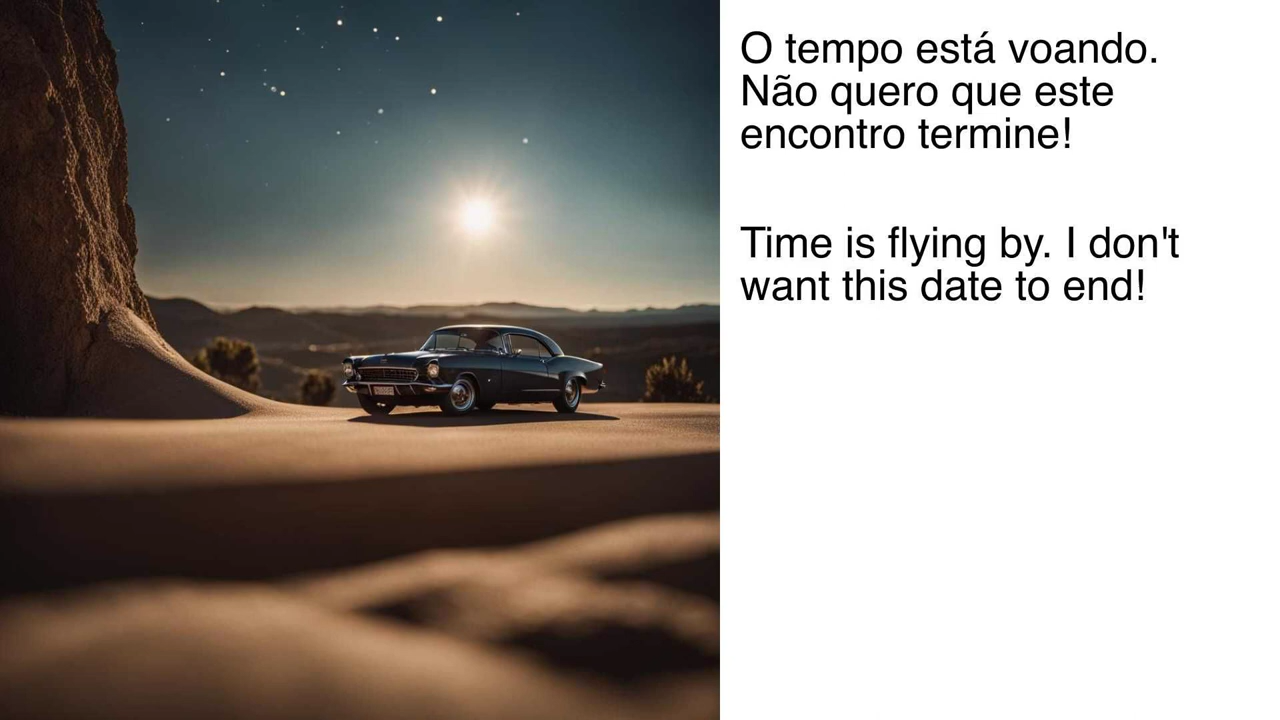 O tempo está voando.
Não quero que este
encontro termine!
Time is flying by. I don't
want this date to end!